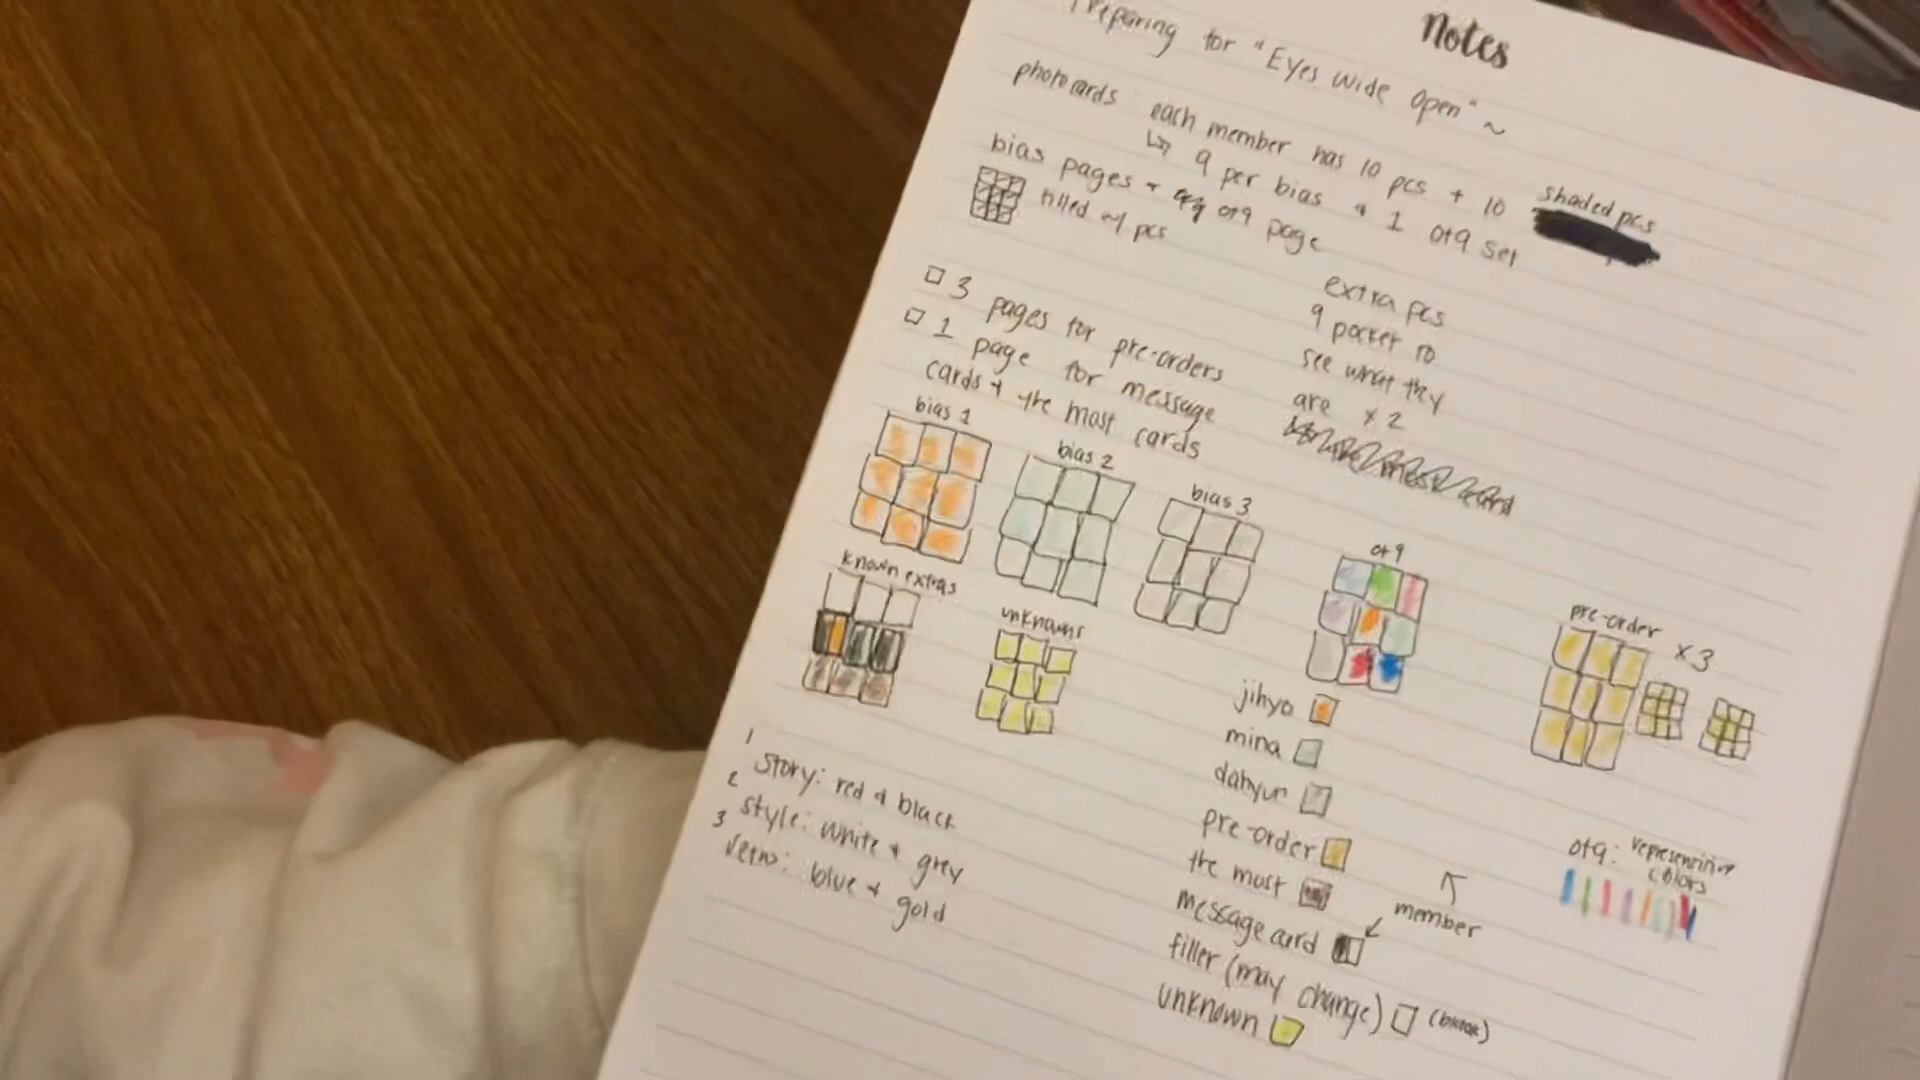 Notes
Preparing for "Eyes Wide Open" ~
photocards each member has 10 pcs + 10 shaded pcs
↳ 9 per bias + 1 ot9 set
bias pages + ot9 page
filled w/ pcs
□ 3 pages for pre-orders
□ 1 page for message
cards + the most cards
extra pcs
9 pocket to
see what they
are x 2
bias 1
bias 2
bias 3
ot9
pre-order x 3
known extras
unknowns
jihyo
mina
dahyun
pre-order
the most
message card
filler (may change) (blank)
unknown
member
ot9: representing
colors
1 story: red & black
2 style: white & grey
3 retro: blue & gold